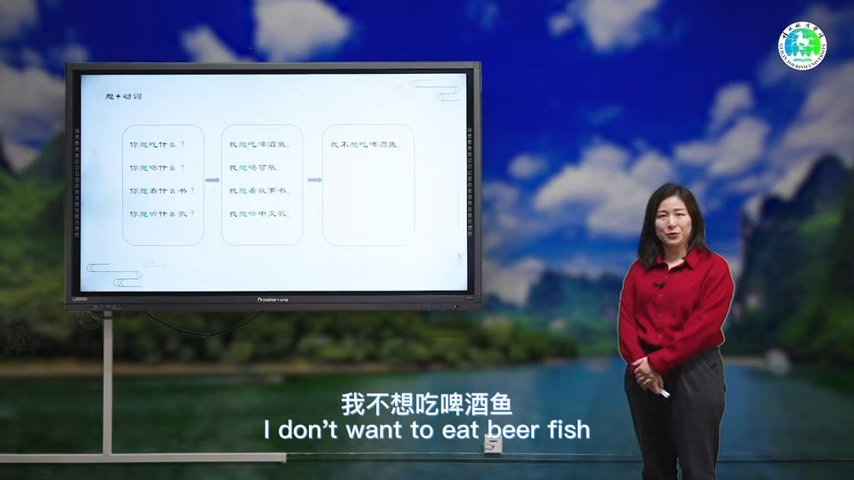 想+动词
你想吃什么？
你想喝什么？
你想看什么书？
你想听什么歌？
我想吃啤酒鱼。
我想喝可乐。
我想看故事书。
我想听中文歌。
我不想吃啤酒鱼。
我不想吃啤酒鱼
I don't want to eat beer fish